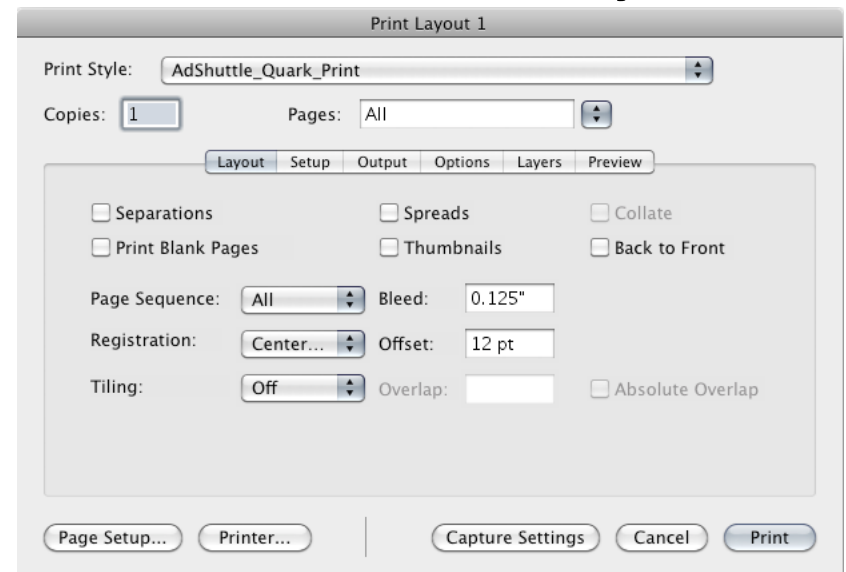 Print Layout 1
Print Style: AdShuttle_Quark_Print
Copies: 1 Pages: All
Layout Setup Output Options Layers Preview
Separations Spreads Collate
Print Blank Pages Thumbnails Back to Front
Page Sequence: All Bleed: 0.125"
Registration: Center... Offset: 12 pt
Tiling: Off Overlap: Absolute Overlap
Page Setup... Printer... Capture Settings Cancel Print